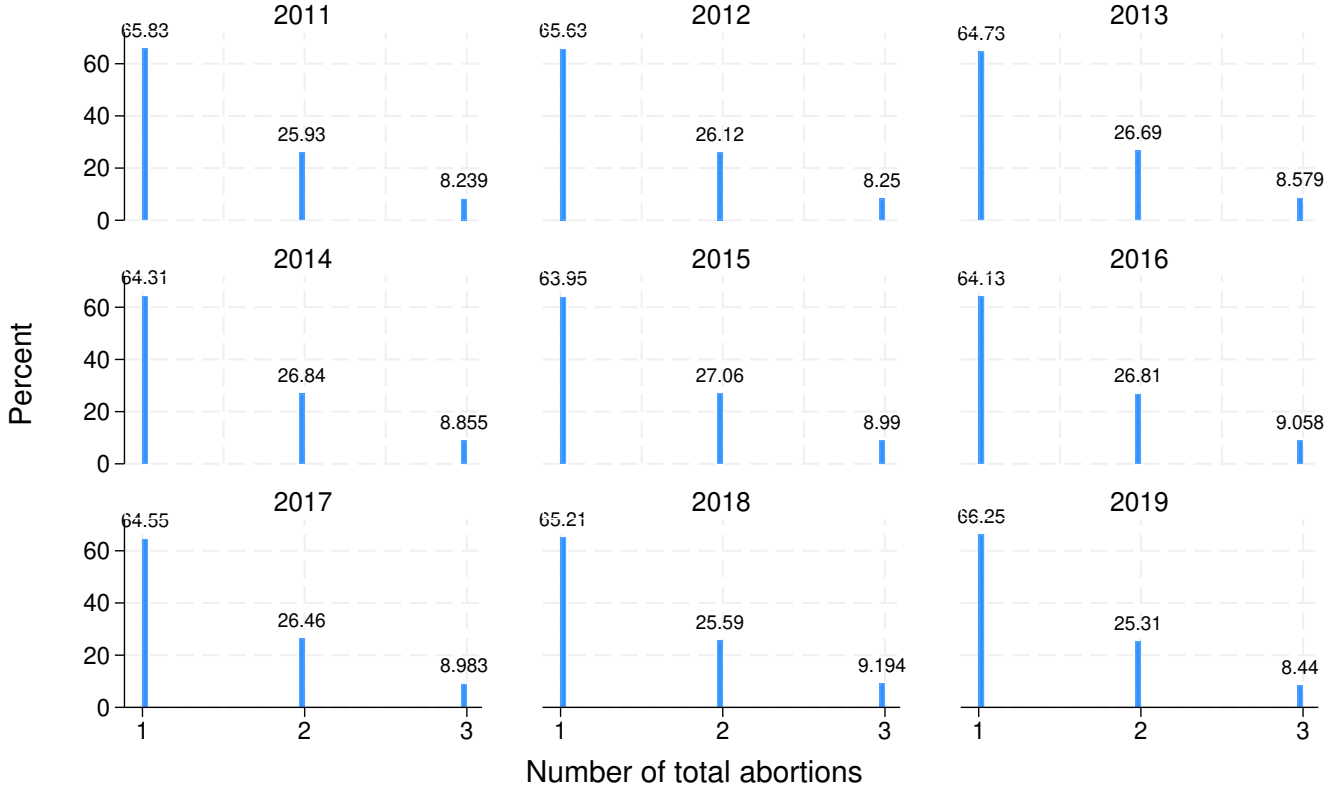 2011 2012 2013
65.83 65.63 64.73
60
40
25.93 26.12 26.69
20
8.239 8.25 8.579
0
2014 2015 2016
64.31 63.95 64.13
60
40
26.84 27.06 26.81
20
8.855 8.99 9.058
0
Percent
2017 2018 2019
64.55 65.21 66.25
60
40
26.46 25.59 25.31
20
8.983 9.194 8.44
0
1 2 3 1 2 3 1 2 3
Number of total abortions